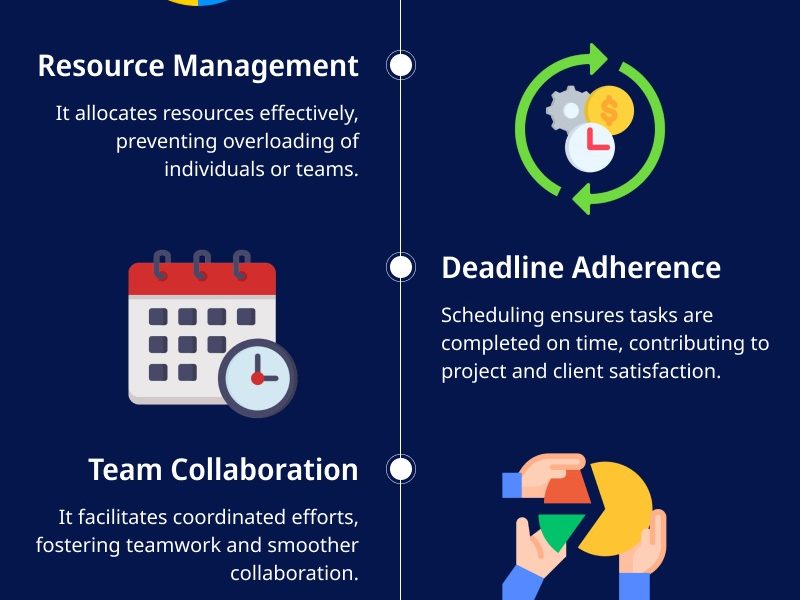 Resource Management
It allocates resources effectively,
preventing overloading of
individuals or teams.
Deadline Adherence
Scheduling ensures tasks are
completed on time, contributing to
project and client satisfaction.
Team Collaboration
It facilitates coordinated efforts,
fostering teamwork and smoother
collaboration.